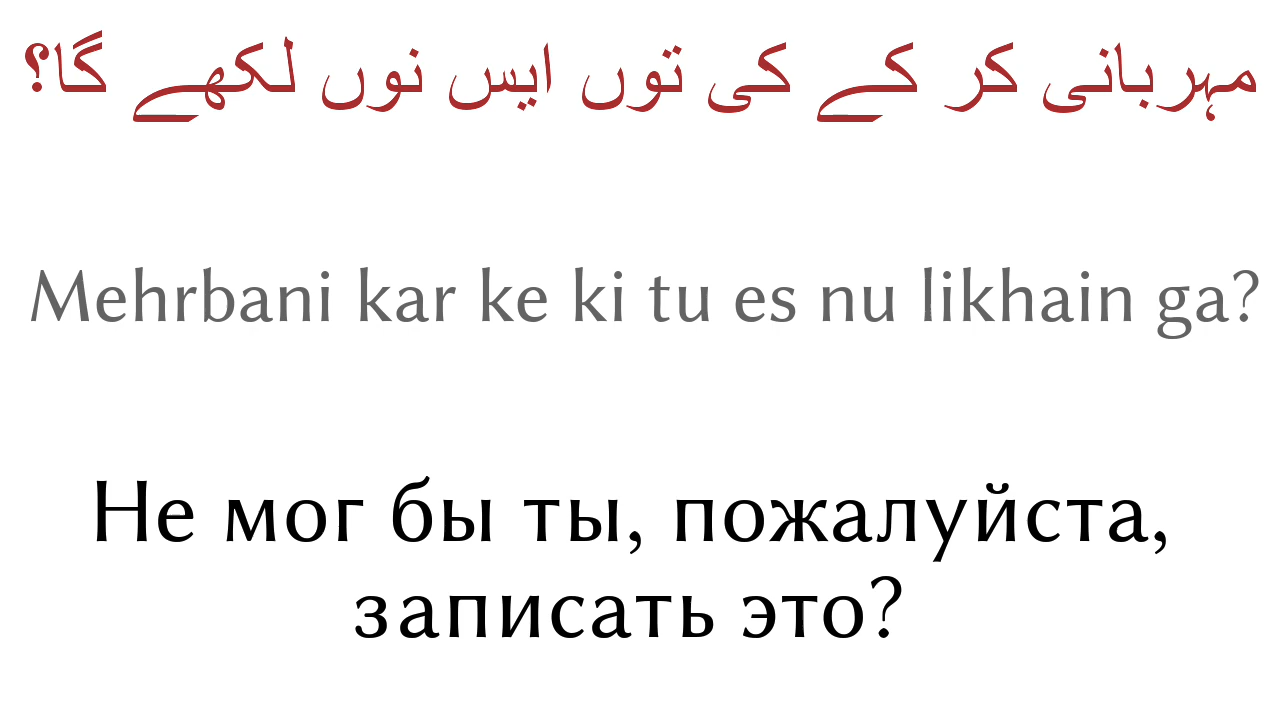 مہربانی کر کے کی توں ایس نوں لکھے گا؟
Mehrbani kar ke ki tu es nu likhain ga?
Не мог бы ты, пожалуйста,
записать это?